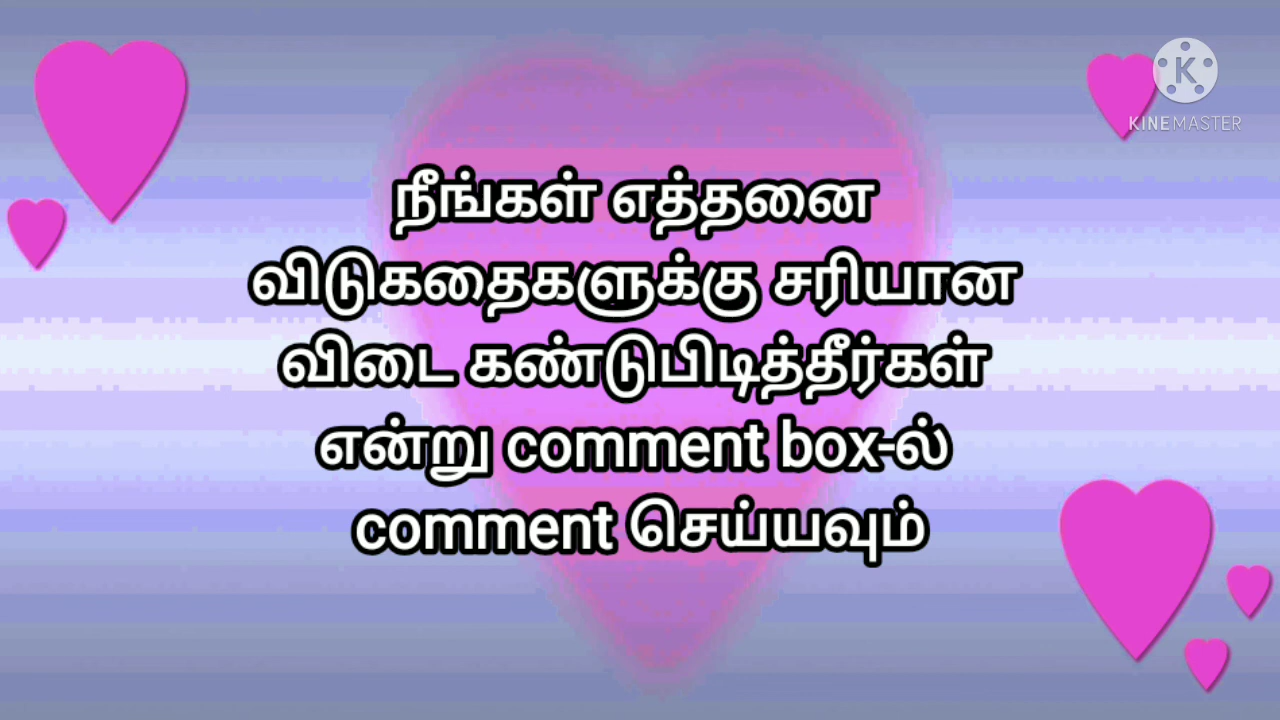 KINEMASTER
நீங்கள் எத்தனை
விடுகதைகளுக்கு சரியான
விடை கண்டுபிடித்தீர்கள்
என்று comment box-ல்
comment செய்யவும்